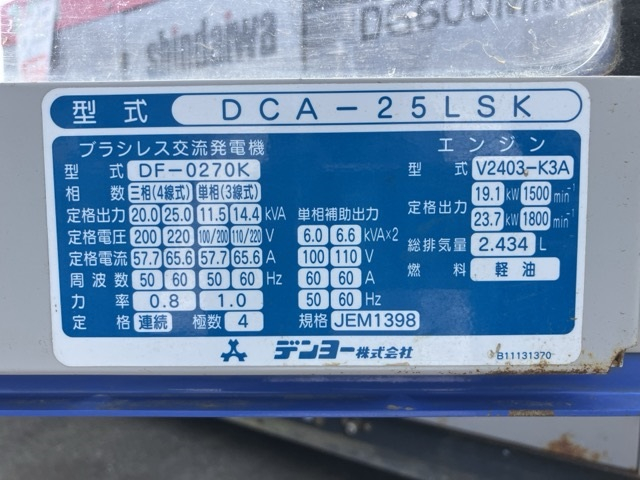 shindaiwa
型式 DCA-25LSK
ブラシレス交流発電機
型式 DF-0270K
相数 三相(4線式) 単相(3線式)
定格出力 20.0 25.0 11.5 14.4 kVA
定格電圧 200 220 100/200 110/220 V
定格電流 57.7 65.6 57.7 65.6 A
周波数 50 60 50 60 Hz
力率 0.8 1.0
定格 連続 極数 4
単相補助出力
6.0 6.6 kVA×2
100 110 V
60 60 A
50 60 Hz
規格 JEM1398
エンジン
型式 V2403-K3A
定格出力 19.1 kW 1500 min⁻¹
23.7 kW 1800 min⁻¹
総排気量 2.434 L
燃料 軽油
デンヨー株式会社
B11131370